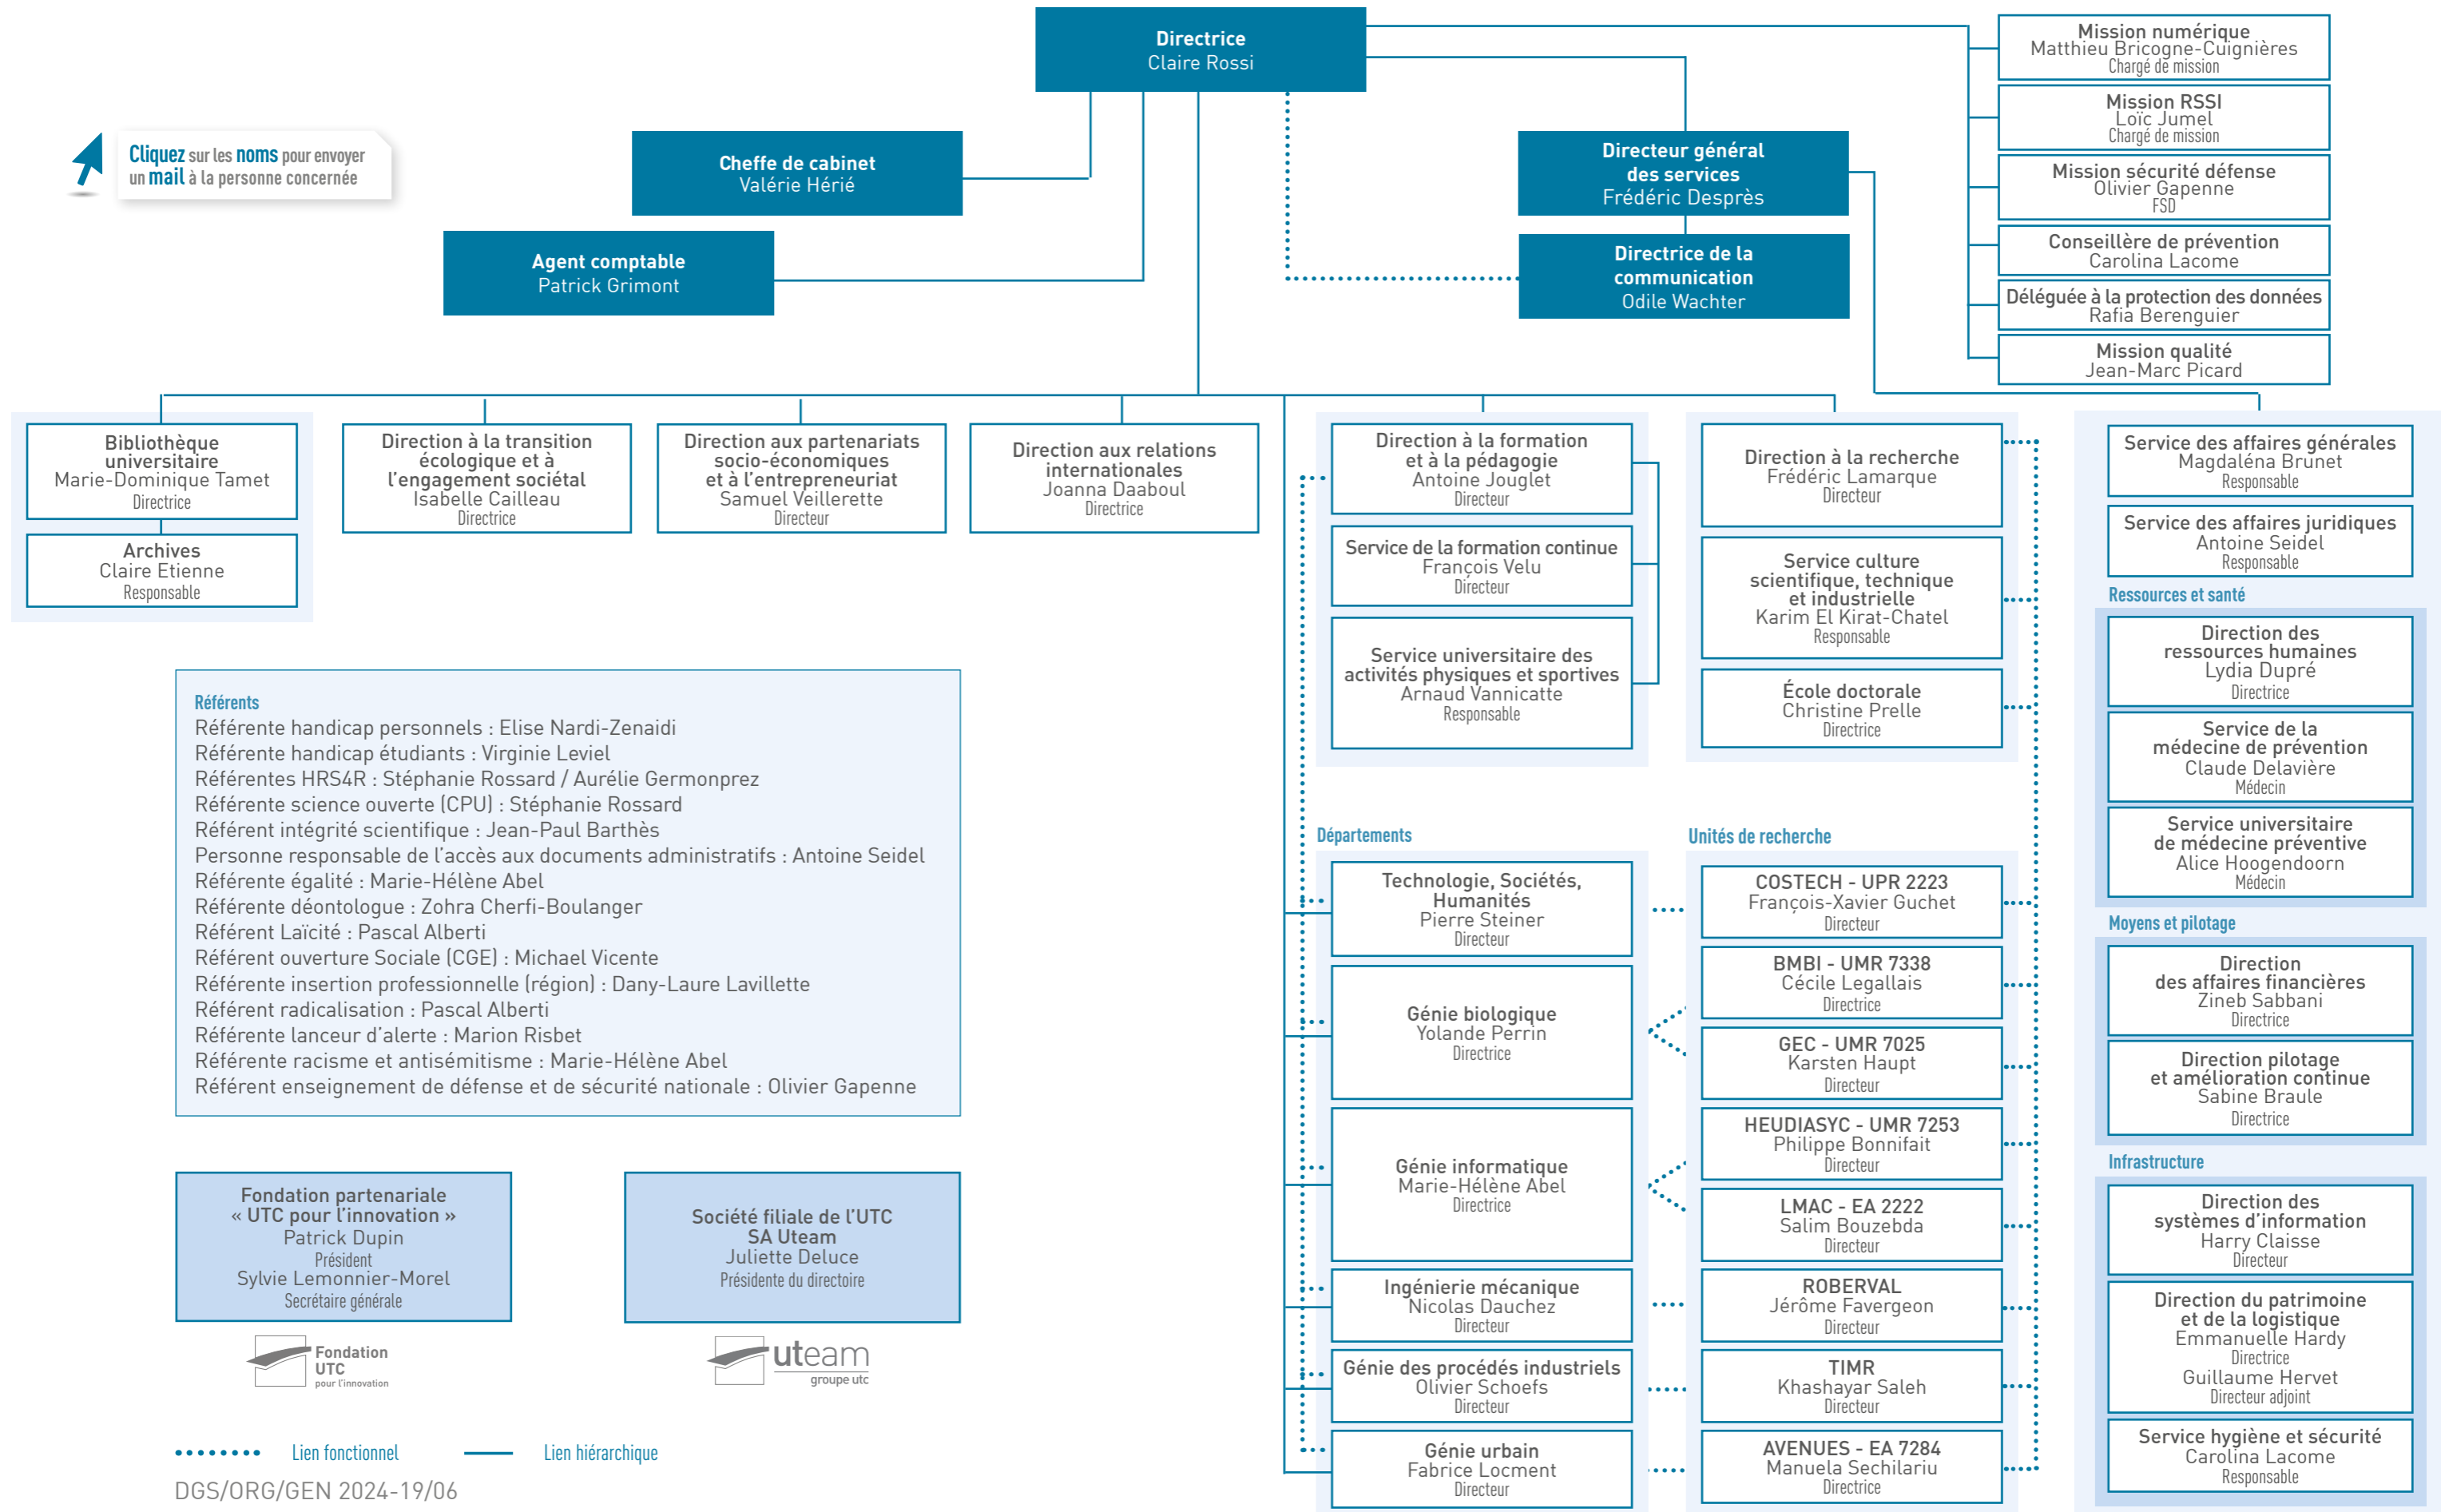 Directrice
Claire Rossi
Mission numérique
Matthieu Bricogne-Cuignières
Chargé de mission
Mission RSSI
Loïc Jumel
Chargé de mission
Mission sécurité défense
Olivier Gapenne
FSD
Conseillère de prévention
Carolina Lacome
Déléguée à la protection des données
Rafia Berenguier
Mission qualité
Jean-Marc Picard
Cliquez sur les noms pour envoyer
un mail à la personne concernée
Cheffe de cabinet
Valérie Hérié
Directeur général
des services
Frédéric Desprès
Agent comptable
Patrick Grimont
Directrice de la
communication
Odile Wachter
Bibliothèque
universitaire
Marie-Dominique Tamet
Directrice
Archives
Claire Etienne
Responsable
Direction à la transition
écologique et à
l'engagement sociétal
Isabelle Cailleau
Directrice
Direction aux partenariats
socio-économiques
et à l'entrepreneuriat
Samuel Veillerette
Directeur
Direction aux relations
internationales
Joanna Daaboul
Directrice
Direction à la formation
et à la pédagogie
Antoine Jouglet
Directeur
Service de la formation continue
François Velu
Directeur
Service universitaire des
activités physiques et sportives
Arnaud Vannicatte
Responsable
Direction à la recherche
Frédéric Lamarque
Directeur
Service culture
scientifique, technique
et industrielle
Karim El Kirat-Chatel
Responsable
École doctorale
Christine Prelle
Directrice
Service des affaires générales
Magdaléna Brunet
Responsable
Service des affaires juridiques
Antoine Seidel
Responsable
Ressources et santé
Direction des
ressources humaines
Lydia Dupré
Directrice
Service de la
médecine de prévention
Claude Delavière
Médecin
Service universitaire
de médecine préventive
Alice Hoogendoorn
Médecin
Moyens et pilotage
Direction
des affaires financières
Zineb Sabbani
Directrice
Direction pilotage
et amélioration continue
Sabine Braule
Directrice
Infrastructure
Direction des
systèmes d'information
Harry Claisse
Directeur
Direction du patrimoine
et de la logistique
Emmanuelle Hardy
Directrice
Guillaume Hervet
Directeur adjoint
Service hygiène et sécurité
Carolina Lacome
Responsable
Référents
Référente handicap personnels : Elise Nardi-Zenaidi
Référente handicap étudiants : Virginie Leviel
Référentes HRS4R : Stéphanie Rossard / Aurélie Germonprez
Référente science ouverte (CPU) : Stéphanie Rossard
Référent intégrité scientifique : Jean-Paul Barthès
Personne responsable de l'accès aux documents administratifs : Antoine Seidel
Référente égalité : Marie-Hélène Abel
Référente déontologue : Zohra Cherfi-Boulanger
Référent Laïcité : Pascal Alberti
Référent ouverture Sociale (CGE) : Michael Vicente
Référente insertion professionnelle (région) : Dany-Laure Lavillette
Référent radicalisation : Pascal Alberti
Référente lanceur d'alerte : Marion Risbet
Référente racisme et antisémitisme : Marie-Hélène Abel
Référent enseignement de défense et de sécurité nationale : Olivier Gapenne
Départements
Technologie, Sociétés,
Humanités
Pierre Steiner
Directeur
Génie biologique
Yolande Perrin
Directrice
Génie informatique
Marie-Hélène Abel
Directrice
Ingénierie mécanique
Nicolas Dauchez
Directeur
Génie des procédés industriels
Olivier Schoefs
Directeur
Génie urbain
Fabrice Locment
Directeur
Unités de recherche
COSTECH - UPR 2223
François-Xavier Guchet
Directeur
BMBI - UMR 7338
Cécile Legallais
Directrice
GEC - UMR 7025
Karsten Haupt
Directeur
HEUDIASYC - UMR 7253
Philippe Bonnifait
Directeur
LMAC - EA 2222
Salim Bouzebda
Directeur
ROBERVAL
Jérôme Favergeon
Directeur
TIMR
Khashayar Saleh
Directeur
AVENUES - EA 7284
Manuela Sechilariu
Directrice
Fondation partenariale
« UTC pour l'innovation »
Patrick Dupin
Président
Sylvie Lemonnier-Morel
Secrétaire générale
Société filiale de l'UTC
SA Uteam
Juliette Deluce
Présidente du directoire
Fondation
UTC
pour l'innovation
uteam
groupe utc
Lien fonctionnel
Lien hiérarchique
DGS/ORG/GEN 2024-19/06